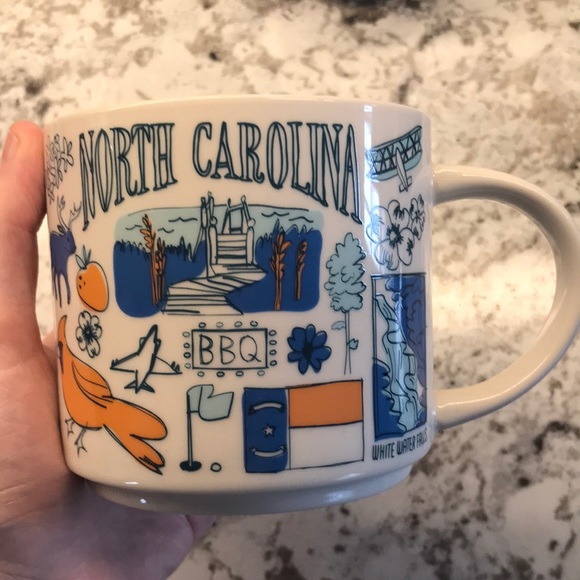 NORTH CAROLINA
BBQ
WHITE WATER FALLS